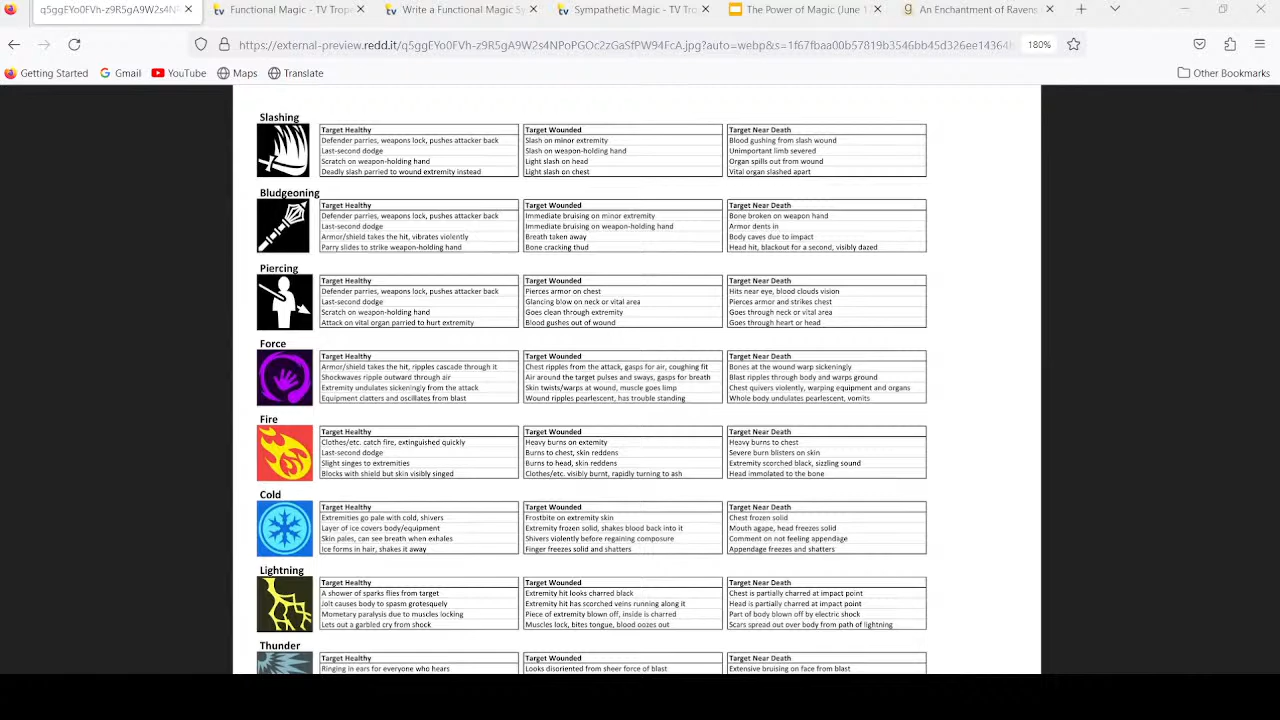 q5ggEYo0FVh-z9R5gA9W2s4NP
Functional Magic - TV Trope
Write a Functional Magic Sy
Sympathetic Magic - TV Tro
The Power of Magic (June 1
An Enchantment of Ravens
https://external-preview.redd.it/q5ggEYo0FVh-z9R5gA9W2s4NPoPGOc2zGaSfPW94FcA.jpg?auto=webp&s=1f67fbaa00b57819b3546bb45d326ee14364
180%
Getting Started
Gmail
YouTube
Maps
Translate
Other Bookmarks
Slashing
Target Healthy
Defender parries, weapons lock, pushes attacker back
Last-second dodge
Scratch on weapon-holding hand
Deadly slash parried to wound extremity instead
Target Wounded
Slash on minor extremity
Slash on weapon-holding hand
Light slash on head
Light slash on chest
Target Near Death
Blood gushing from slash wound
Unimportant limb severed
Organ spills out from wound
Vital organ slashed apart
Bludgeoning
Target Healthy
Defender parries, weapons lock, pushes attacker back
Last-second dodge
Armor/shield takes the hit, vibrates violently
Parry slides to strike weapon-holding hand
Target Wounded
Immediate bruising on minor extremity
Immediate bruising on weapon-holding hand
Breath taken away
Bone cracking thud
Target Near Death
Bone broken on weapon hand
Armor dents in
Body caves due to impact
Head hit, blackout for a second, visibly dazed
Piercing
Target Healthy
Defender parries, weapons lock, pushes attacker back
Last-second dodge
Scratch on weapon-holding hand
Attack on vital organ parried to hurt extremity
Target Wounded
Pierces armor on chest
Glancing blow on neck or vital area
Goes clean through extremity
Blood gushes out of wound
Target Near Death
Hits near eye, blood clouds vision
Pierces armor and strikes chest
Goes through neck or vital area
Goes through heart or head
Force
Target Healthy
Armor/shield takes the hit, ripples cascade through it
Shockwaves ripple outward through air
Extremity undulates sickeningly from the attack
Equipment clatters and oscillates from blast
Target Wounded
Chest ripples from the attack, gasps for air, coughing fit
Air around the target pulses and sways, gasps for breath
Skin twists/warps at wound, muscle goes limp
Wound ripples pearlescent, has trouble standing
Target Near Death
Bones at the wound warp sickeningly
Blast ripples through body and warps ground
Chest quivers violently, warping equipment and organs
Whole body undulates pearlescent, vomits
Fire
Target Healthy
Clothes/etc. catch fire, extinguished quickly
Last-second dodge
Slight singes to extremities
Blocks with shield but skin visibly singed
Target Wounded
Heavy burns on extemity
Burns to chest, skin reddens
Burns to head, skin reddens
Clothes/etc. visibly burnt, rapidly turning to ash
Target Near Death
Heavy burns to chest
Severe burn blisters on skin
Extremity scorched black, sizzling sound
Head immolated to the bone
Cold
Target Healthy
Extremities go pale with cold, shivers
Layer of ice covers body/equipment
Skin pales, can see breath when exhales
Ice forms in hair, shakes it away
Target Wounded
Frostbite on extremity skin
Extremity frozen solid, shakes blood back into it
Shivers violently before regaining composure
Finger freezes solid and shatters
Target Near Death
Chest frozen solid
Mouth agape, head freezes solid
Comment on not feeling appendage
Appendage freezes and shatters
Lightning
Target Healthy
A shower of sparks flies from target
Jolt causes body to spasm grotesquely
Mometary paralysis due to muscles locking
Lets out a garbled cry from shock
Target Wounded
Extremity hit looks charred black
Extremity hit has scorched veins running along it
Piece of extremity blown off, inside is charred
Muscles lock, bites tongue, blood oozes out
Target Near Death
Chest is partially charred at impact point
Head is partially charred at impact point
Part of body blown off by electric shock
Scars spread out over body from path of lightning
Thunder
Target Healthy
Ringing in ears for everyone who hears
Target Wounded
Looks disoriented from sheer force of blast
Target Near Death
Extensive bruising on face from blast